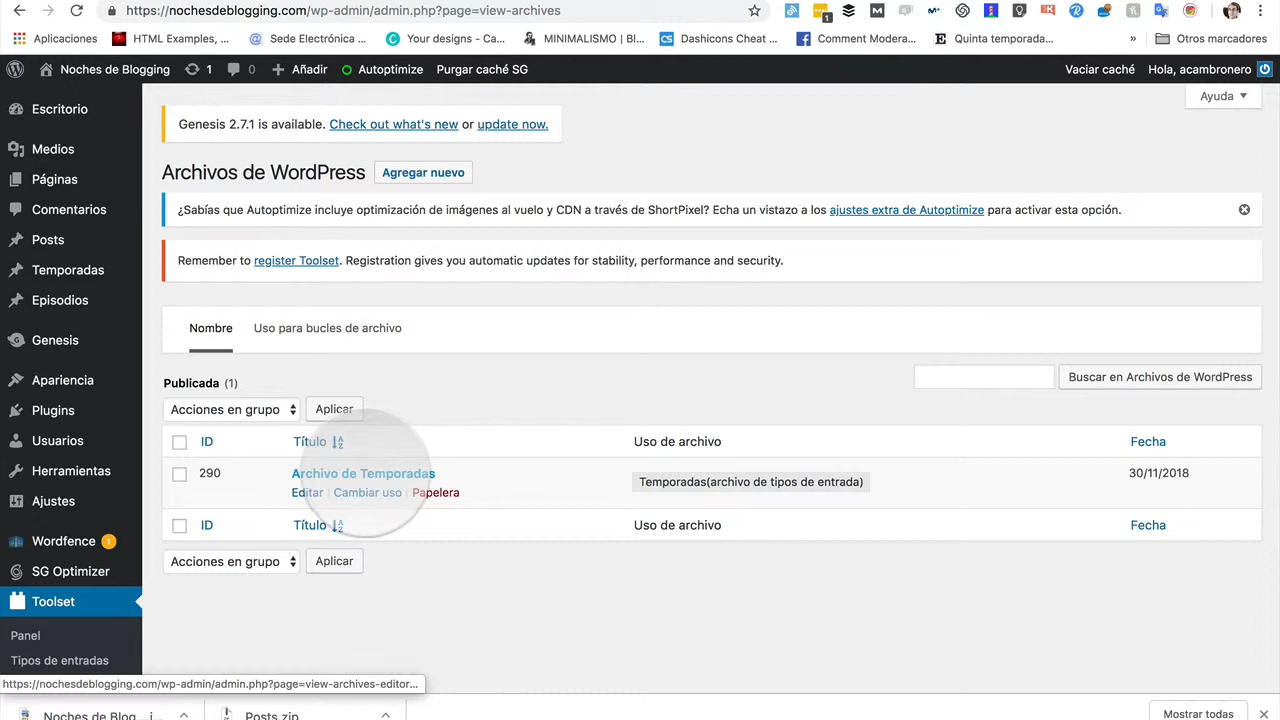 https://nochesdeblogging.com/wp-admin/admin.php?page=view-archives
1
Aplicaciones
HTML Examples, ...
Sede Electrónica ...
Your designs - Ca...
MINIMALISMO | Bl...
Dashicons Cheat ...
Comment Modera...
Quinta temporada...
»
Otros marcadores
Noches de Blogging
1
0
Añadir
Autoptimize
Purgar caché SG
Vaciar caché
Hola, acambronero
Escritorio
Medios
Páginas
Comentarios
Posts
Temporadas
Episodios
Genesis
Apariencia
Plugins
Usuarios
Herramientas
Ajustes
Wordfence 1
SG Optimizer
Toolset
Panel
Tipos de entradas
Ayuda
Genesis 2.7.1 is available. Check out what's new or update now.
Archivos de WordPress
Agregar nuevo
¿Sabías que Autoptimize incluye optimización de imágenes al vuelo y CDN a través de ShortPixel? Echa un vistazo a los ajustes extra de Autoptimize para activar esta opción.
Remember to register Toolset. Registration gives you automatic updates for stability, performance and security.
Nombre
Uso para bucles de archivo
Publicada (1)
Buscar en Archivos de WordPress
Acciones en grupo
Aplicar
ID
Título
Uso de archivo
Fecha
290
Archivo de Temporadas
Temporadas(archivo de tipos de entrada)
30/11/2018
Editar | Cambiar uso | Papelera
ID
Título
Uso de archivo
Fecha
Acciones en grupo
Aplicar
https://nochesdeblogging.com/wp-admin/admin.php?page=view-archives-editor...
Noches de Blog....j...
Posts.zip
Mostrar todas